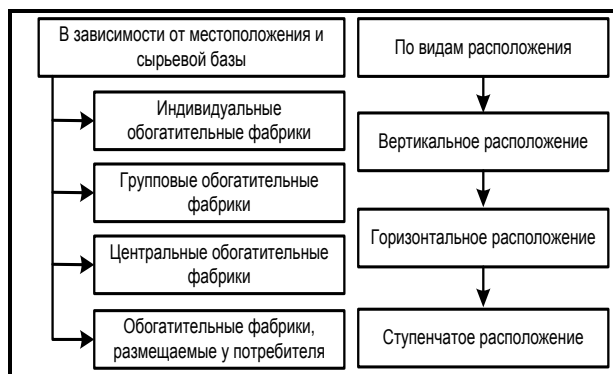 В зависимости от местоположения и
сырьевой базы
Индивидуальные
обогатительные фабрики
Групповые обогатительные
фабрики
Центральные обогатительные
фабрики
Обогатительные фабрики,
размещаемые у потребителя
По видам расположения
Вертикальное расположение
Горизонтальное расположение
Ступенчатое расположение